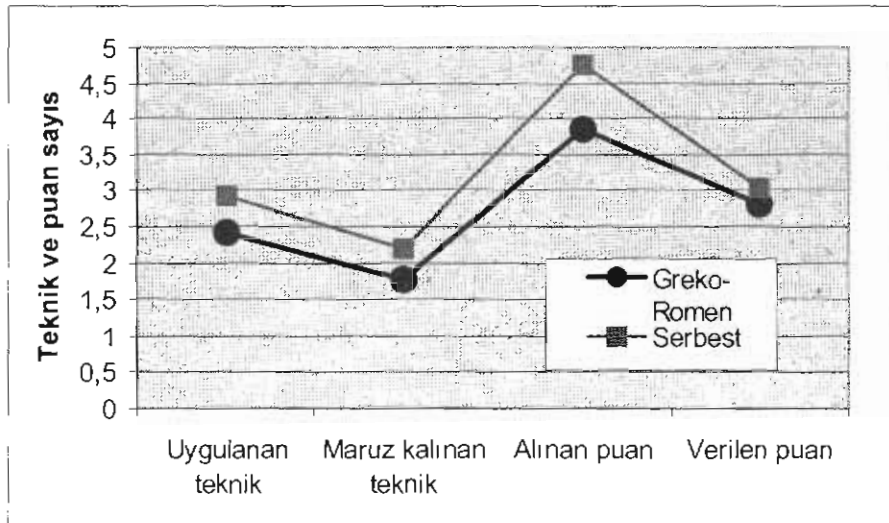 Teknik ve puan sayıs
5
4,5
4
3,5
3
2,5
2
1,5
1
0,5
0
Greko-
Romen
Serbest
Uygulanan
teknik
Maruz kalınan
teknik
Alınan puan
Verilen puan